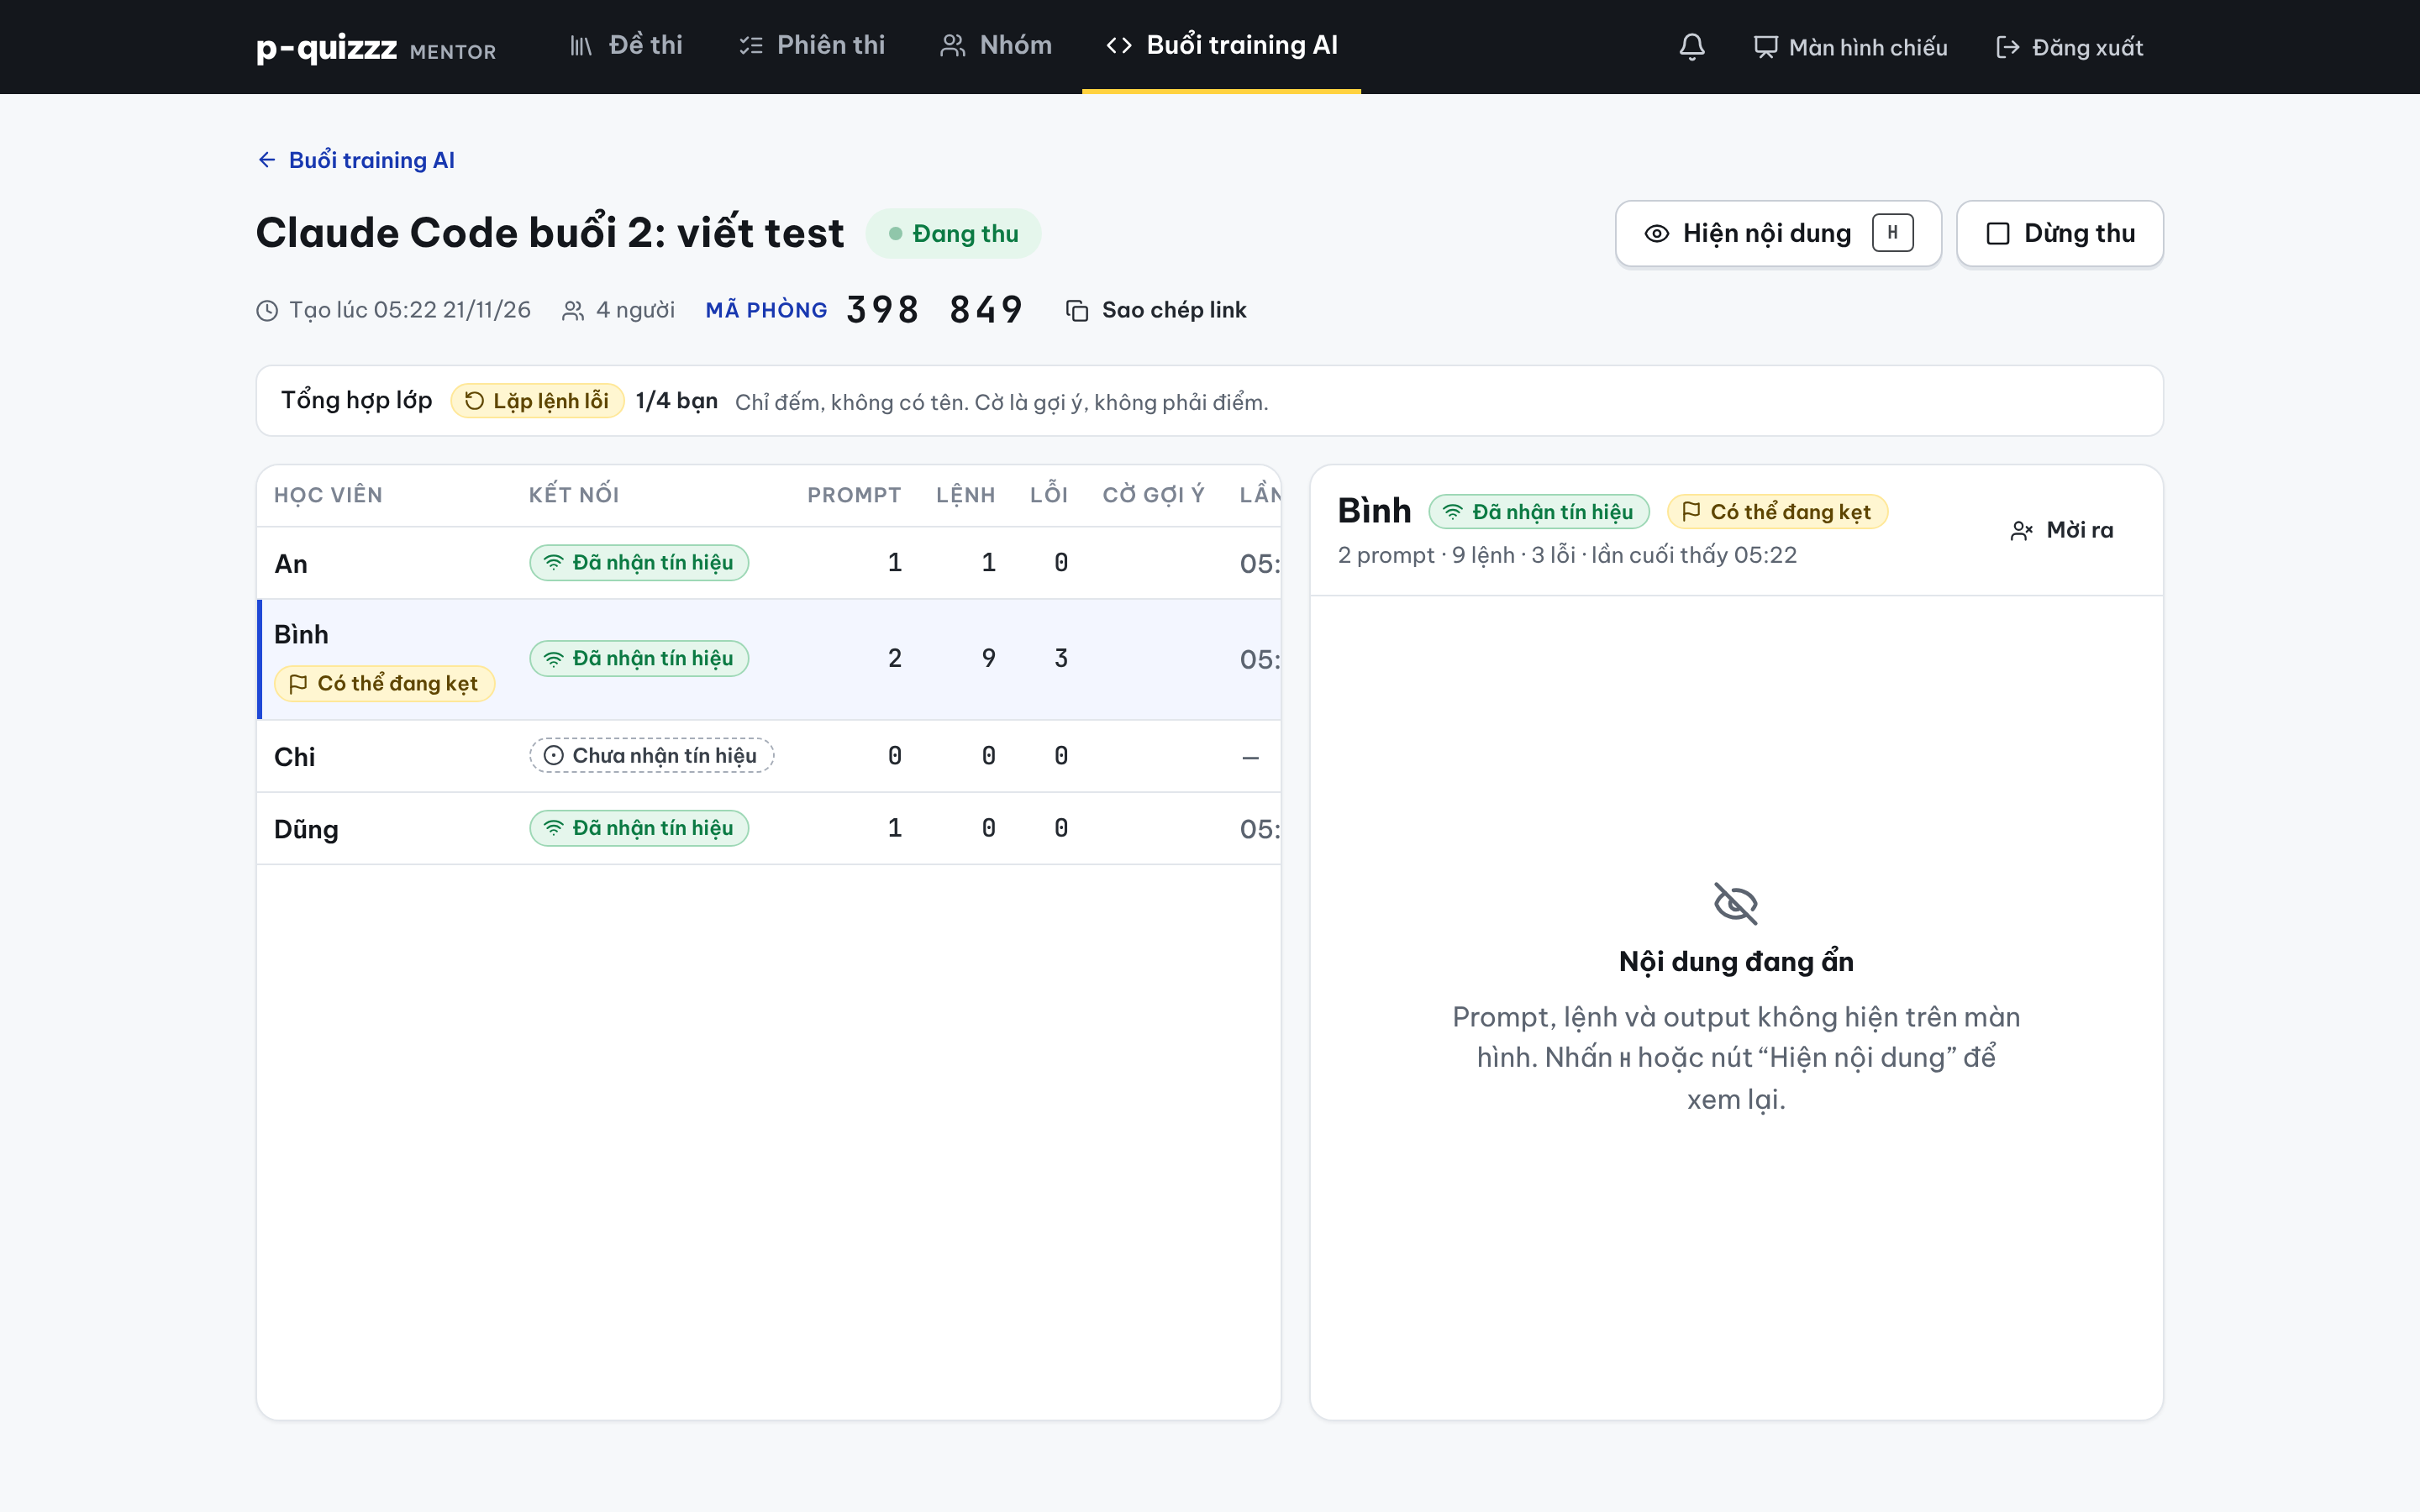 p-quizzz MENTOR Đề thi Phiên thi Nhóm Buổi training AI Màn hình chiếu Đăng xuất
Buổi training AI
Claude Code buổi 2: viết test Đang thu Hiện nội dung H Dừng thu
Tạo lúc 05:22 21/11/26 4 người MÃ PHÒNG 398 849 Sao chép link
Tổng hợp lớp Lặp lệnh lỗi 1/4 bạn Chỉ đếm, không có tên. Cờ là gợi ý, không phải điểm.
HỌC VIÊN KẾT NỐI PROMPT LỆNH LỖI CỜ GỢI Ý LẦN
An Đã nhận tín hiệu 1 1 0 05:
Bình
Có thể đang kẹt
Đã nhận tín hiệu 2 9 3 05:
Chi Chưa nhận tín hiệu 0 0 0 –
Dũng Đã nhận tín hiệu 1 0 0 05:
Bình Đã nhận tín hiệu Có thể đang kẹt Mời ra
2 prompt · 9 lệnh · 3 lỗi · lần cuối thấy 05:22
Nội dung đang ẩn
Prompt, lệnh và output không hiện trên màn
hình. Nhấn H hoặc nút “Hiện nội dung” để
xem lại.